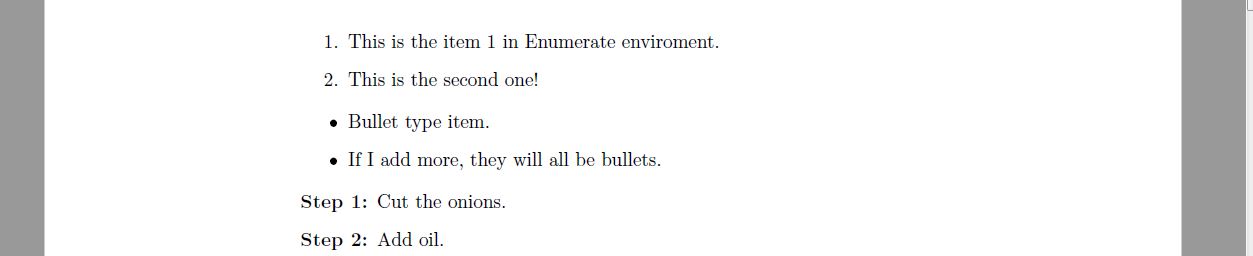 1. This is the item 1 in Enumerate enviroment.
2. This is the second one!
• Bullet type item.
• If I add more, they will all be bullets.
Step 1: Cut the onions.
Step 2: Add oil.